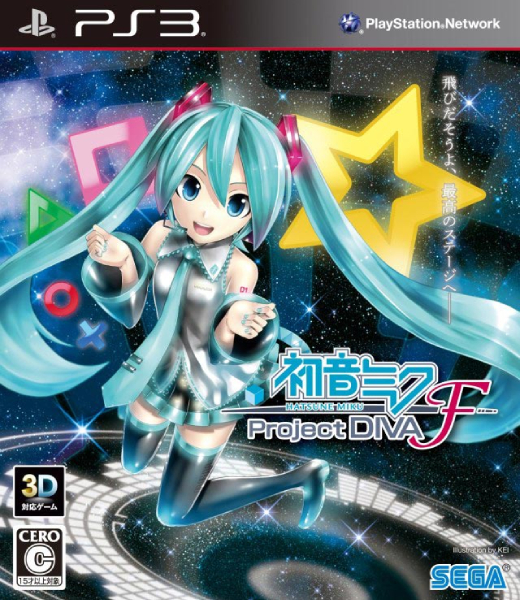 PS3
PlayStation®Network
飛びだそうよ、最高のステージへ――
01
初音ミク
HATSUNE MIKU
Project DIVA F
3D
対応ゲーム
CERO
C
15才以上対象
Illustration by KEI
SEGA